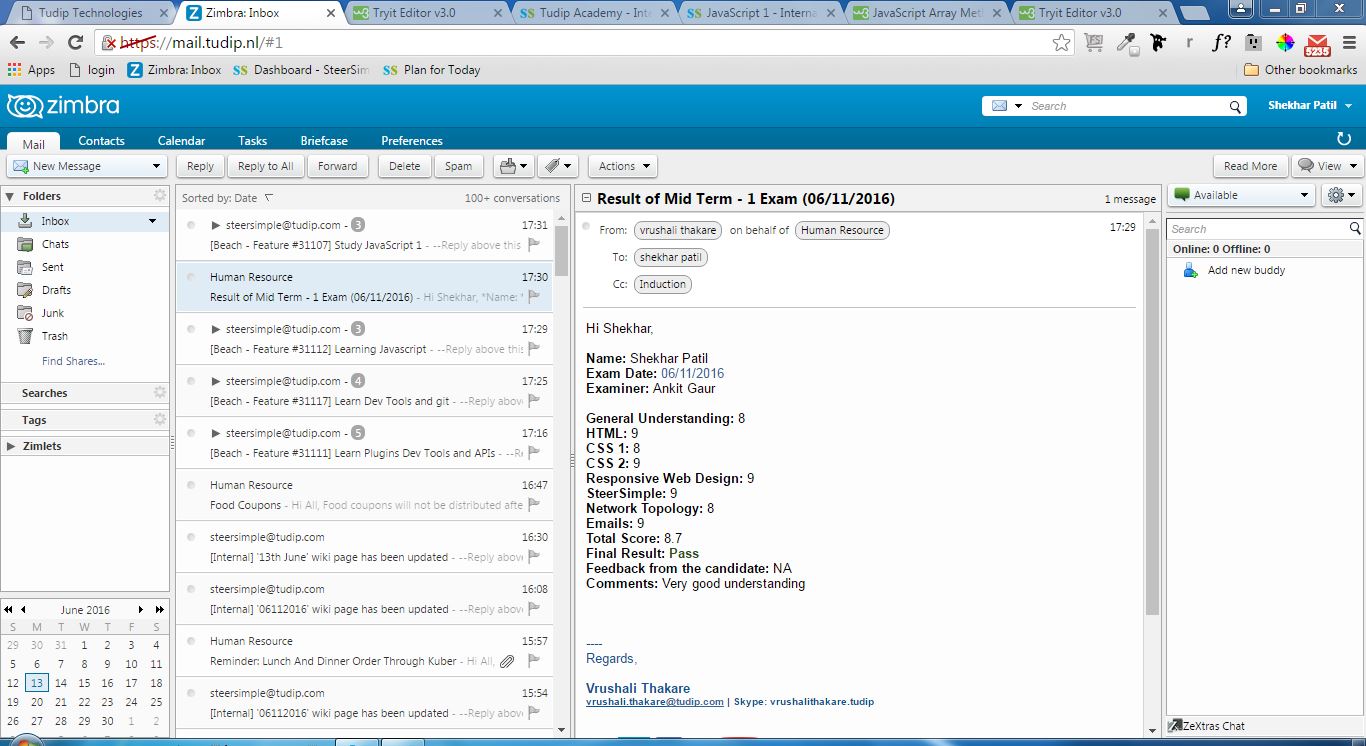 Tudip Technologies
Zimbra: Inbox
Tryit Editor v3.0
SS Tudip Academy - Inte
SS JavaScript 1 - Interna
JavaScript Array Meth
Tryit Editor v3.0
https://mail.tudip.nl/#1
5235
Apps
login
Zimbra: Inbox
SS Dashboard - SteerSim
SS Plan for Today
Other bookmarks
zimbra
Search
Shekhar Patil
Mail
Contacts
Calendar
Tasks
Briefcase
Preferences
New Message
Reply
Reply to All
Forward
Delete
Spam
Actions
Read More
View
Folders
Inbox
Chats
Sent
Drafts
Junk
Trash
Find Shares...
Searches
Tags
Zimlets
June 2016
S M T W T F S
29 30 31 1 2 3 4
5 6 7 8 9 10 11
12 13 14 15 16 17 18
19 20 21 22 23 24 25
26 27 28 29 30 1 2
Sorted by: Date
100+ conversations
steersimple@tudip.com - 3 17:31
[Beach - Feature #31107] Study JavaScript 1 - --Reply above this
Human Resource 17:30
Result of Mid Term - 1 Exam (06/11/2016) - Hi Shekhar, *Name: *
steersimple@tudip.com - 3 17:29
[Beach - Feature #31112] Learning Javascript - --Reply above this
steersimple@tudip.com - 4 17:25
[Beach - Feature #31117] Learn Dev Tools and git - --Reply above
steersimple@tudip.com - 5 17:16
[Beach - Feature #31111] Learn Plugins Dev Tools and APIs - --R
Human Resource 16:47
Food Coupons - Hi All, Food coupons will not be distributed afte
steersimple@tudip.com 16:30
[Internal] '13th June' wiki page has been updated - --Reply above
steersimple@tudip.com 16:08
[Internal] '06112016' wiki page has been updated - --Reply above
Human Resource 15:57
Reminder: Lunch And Dinner Order Through Kuber - Hi All,
steersimple@tudip.com 15:54
[Internal] '06112016' wiki page has been updated - --Reply above
Result of Mid Term - 1 Exam (06/11/2016)
1 message
From: vrushali thakare on behalf of Human Resource 17:29
To: shekhar patil
Cc: Induction
Hi Shekhar,
Name: Shekhar Patil
Exam Date: 06/11/2016
Examiner: Ankit Gaur
General Understanding: 8
HTML: 9
CSS 1: 8
CSS 2: 9
Responsive Web Design: 9
SteerSimple: 9
Network Topology: 8
Emails: 9
Total Score: 8.7
Final Result: Pass
Feedback from the candidate: NA
Comments: Very good understanding
----
Regards,
Vrushali Thakare
vrushali.thakare@tudip.com | Skype: vrushalithakare.tudip
Available
Search
Online: 0 Offline: 0
Add new buddy
ZeXtras Chat